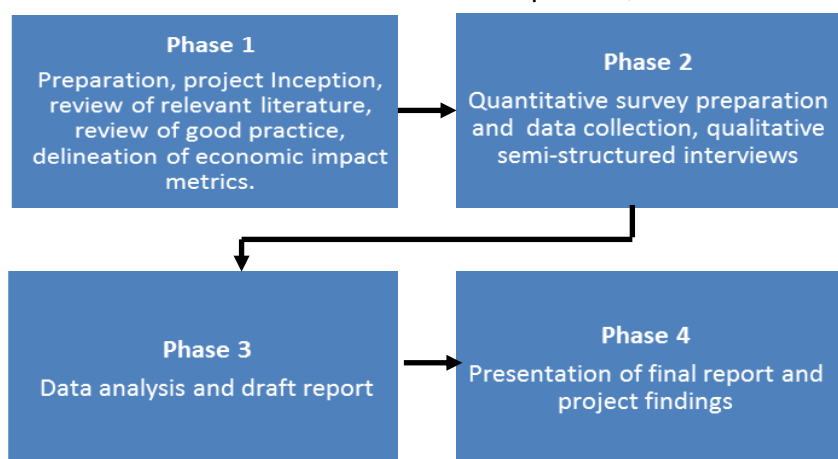 Phase 1
Preparation, project Inception,
review of relevant literature,
review of good practice,
delineation of economic impact
metrics.
Phase 2
Quantitative survey preparation
and data collection, qualitative
semi-structured interviews
Phase 3
Data analysis and draft report
Phase 4
Presentation of final report and
project findings